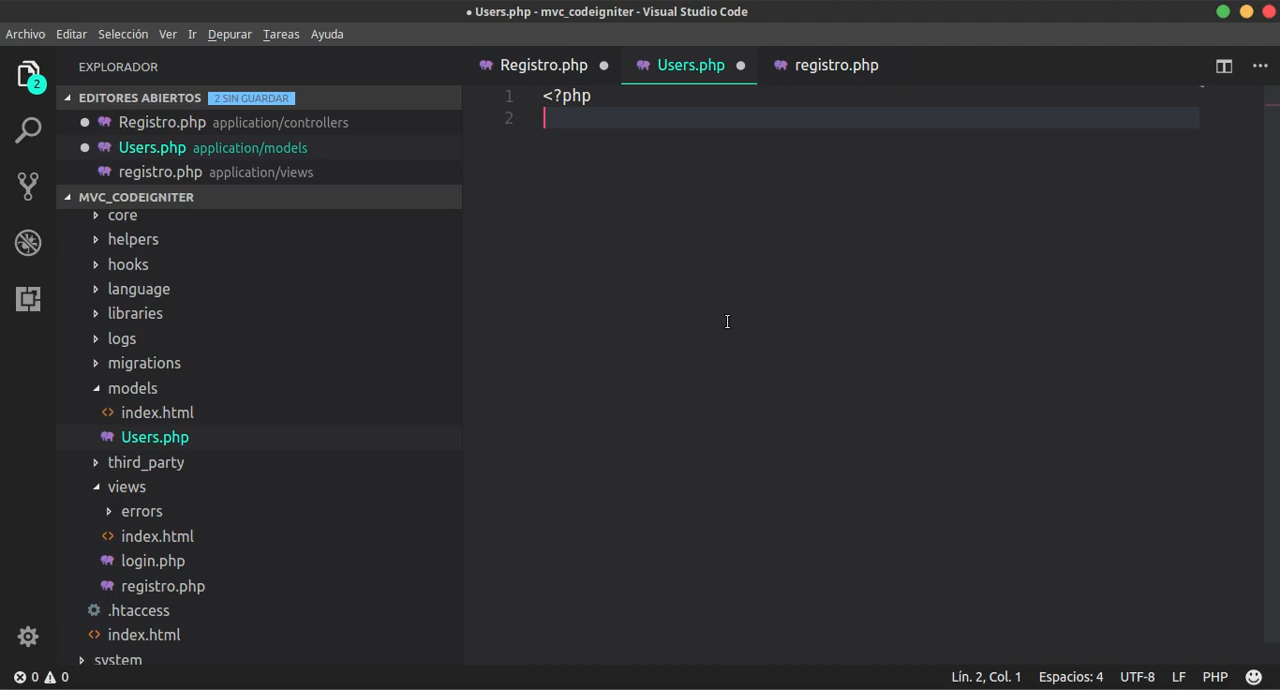 ● Users.php - mvc_codeigniter - Visual Studio Code
Archivo Editar Selección Ver Ir Depurar Tareas Ayuda
2
EXPLORADOR
EDITORES ABIERTOS 2 SIN GUARDAR
Registro.php application/controllers
Users.php application/models
registro.php application/views
MVC_CODEIGNITER
core
helpers
hooks
language
libraries
logs
migrations
models
index.html
Users.php
third_party
views
errors
index.html
login.php
registro.php
.htaccess
index.html
system
Registro.php Users.php registro.php
1 <?php
2
0 0 Lín. 2, Col. 1 Espacios: 4 UTF-8 LF PHP